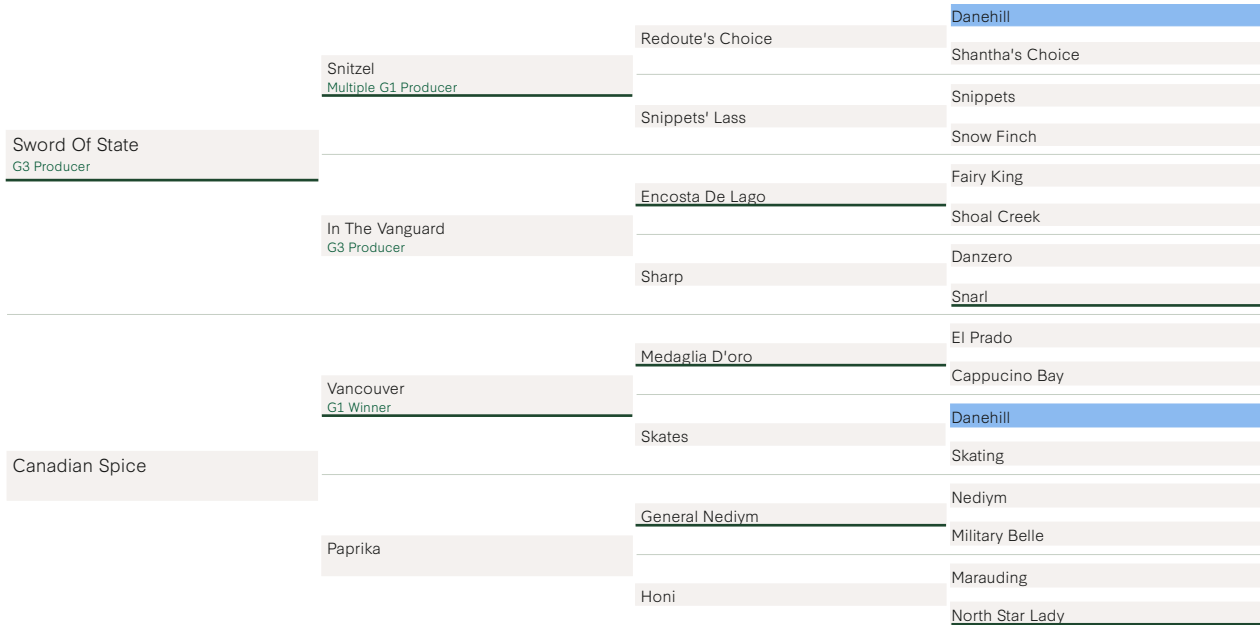 Sword Of State
G3 Producer
Canadian Spice
Snitzel
Multiple G1 Producer
In The Vanguard
G3 Producer
Vancouver
G1 Winner
Paprika
Redoute's Choice
Snippets' Lass
Encosta De Lago
Sharp
Medaglia D'oro
Skates
General Nediym
Honi
Danehill
Shantha's Choice
Snippets
Snow Finch
Fairy King
Shoal Creek
Danzero
Snarl
El Prado
Cappucino Bay
Danehill
Skating
Nediym
Military Belle
Marauding
North Star Lady